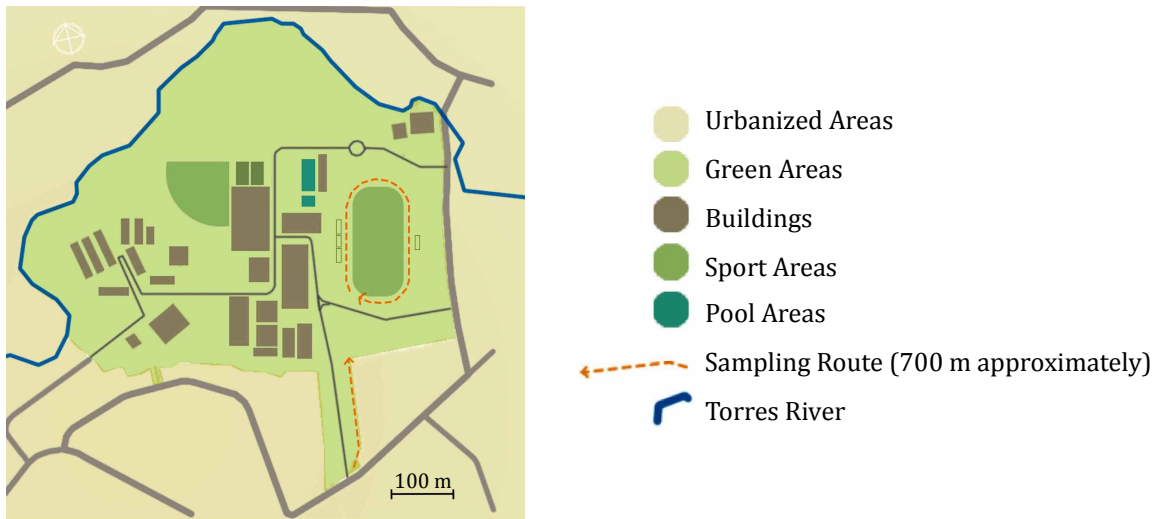 100 m
Urbanized Areas
Green Areas
Buildings
Sport Areas
Pool Areas
Sampling Route (700 m approximately)
Torres River